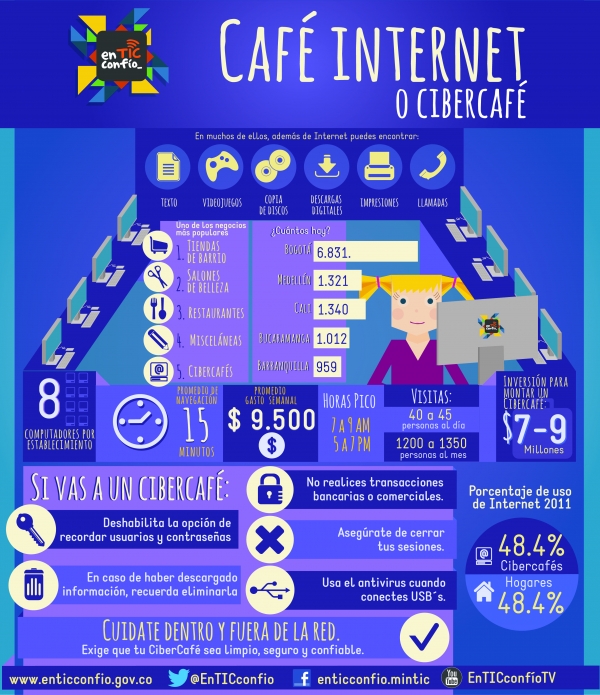 enTIC
confío_
CAFÉ INTERNET
O CIBERCAFÉ
En muchos de ellos, además de Internet puedes encontrar:
TEXTO
VIDEOJUEGOS
COPIA
DE DISCOS
DESCARGAS
DIGITALES
IMPRESIONES
LLAMADAS
Uno de los negocios
más populares
1. TIENDAS
DE BARRIO
2. SALONES
DE BELLEZA
3. RESTAURANTES
4. MISCELÁNEAS
5. CIBERCAFÉS
¿Cuántos hay?
BOGOTÁ 6.831.
MEDELLÍN 1.321
CALI 1.340
BUCARAMANGA 1.012
BARRANQUILLA 959
8
COMPUTADORES POR
ESTABLECIMIENTO
PROMEDIO DE
NAVEGACIÓN
15
MINUTOS
PROMEDIO
GASTO SEMANAL
$ 9.500
$
HORAS PICO
7 A 9 AM
5 A 7 PM
VISITAS:
40 a 45
personas al día
1200 a 1350
personas al mes
INVERSIÓN PARA
MONTAR UN
CIBERCAFÉ:
$7-9
Millones
SI VAS A UN CIBERCAFÉ:
Deshabilita la opción de
recordar usuarios y contraseñas
En caso de haber descargado
información, recuerda eliminarla
No realices transacciones
bancarias o comerciales.
Asegúrate de cerrar
tus sesiones.
Usa el antivirus cuando
conectes USB´s.
Porcentaje de uso
de Internet 2011
48.4%
Cibercafés
Hogares
48.4%
CUIDATE DENTRO Y FUERA DE LA RED.
Exige que tu CiberCafé sea limpio, seguro y confiable.
www.enticconfio.gov.co
@EnTICconfio
enticconfio.mintic
You
Tube
EnTICconfioTV